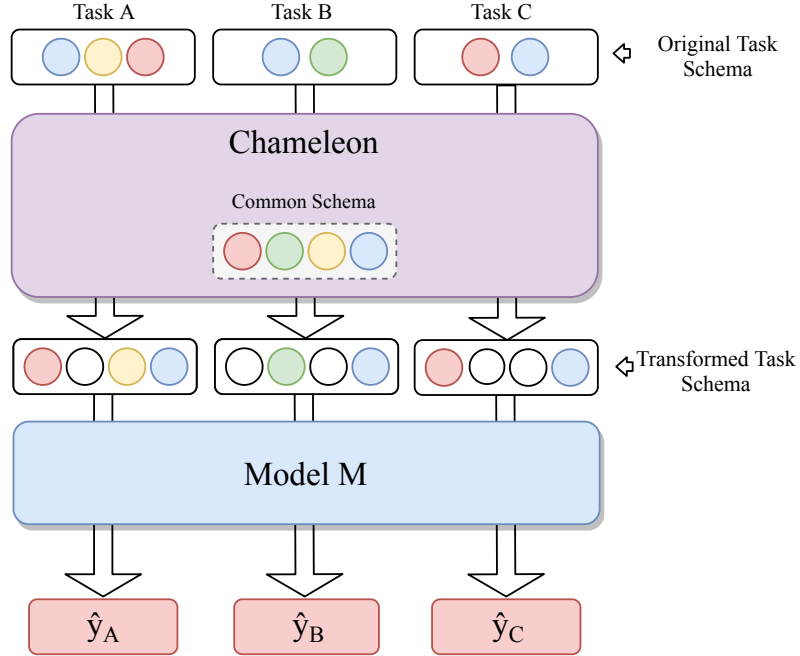 Task A
Task B
Task C
Original Task
Schema
Chameleon
Common Schema
Transformed Task
Schema
Model M
ŷA
ŷB
ŷC